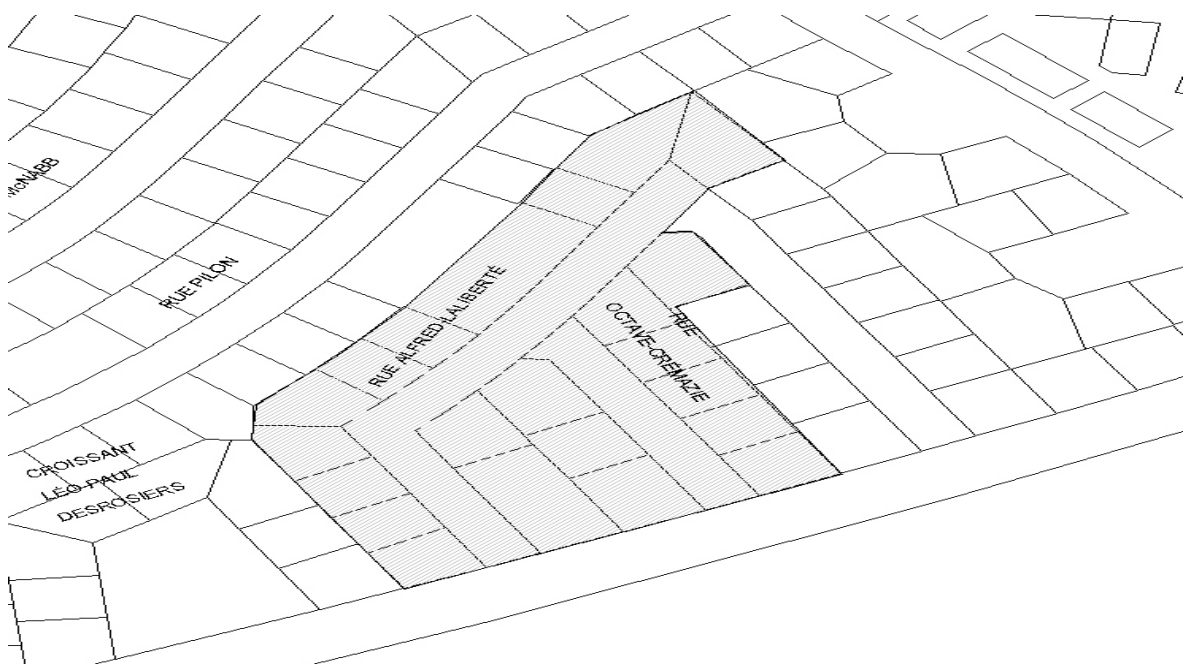 McNABB
RUE PILON
RUE ALFRED-LALIBERTÉ
RUE
OCTAVE-CRÉMAZIE
CROISSANT
LÉO-PAUL
DESROSIERS